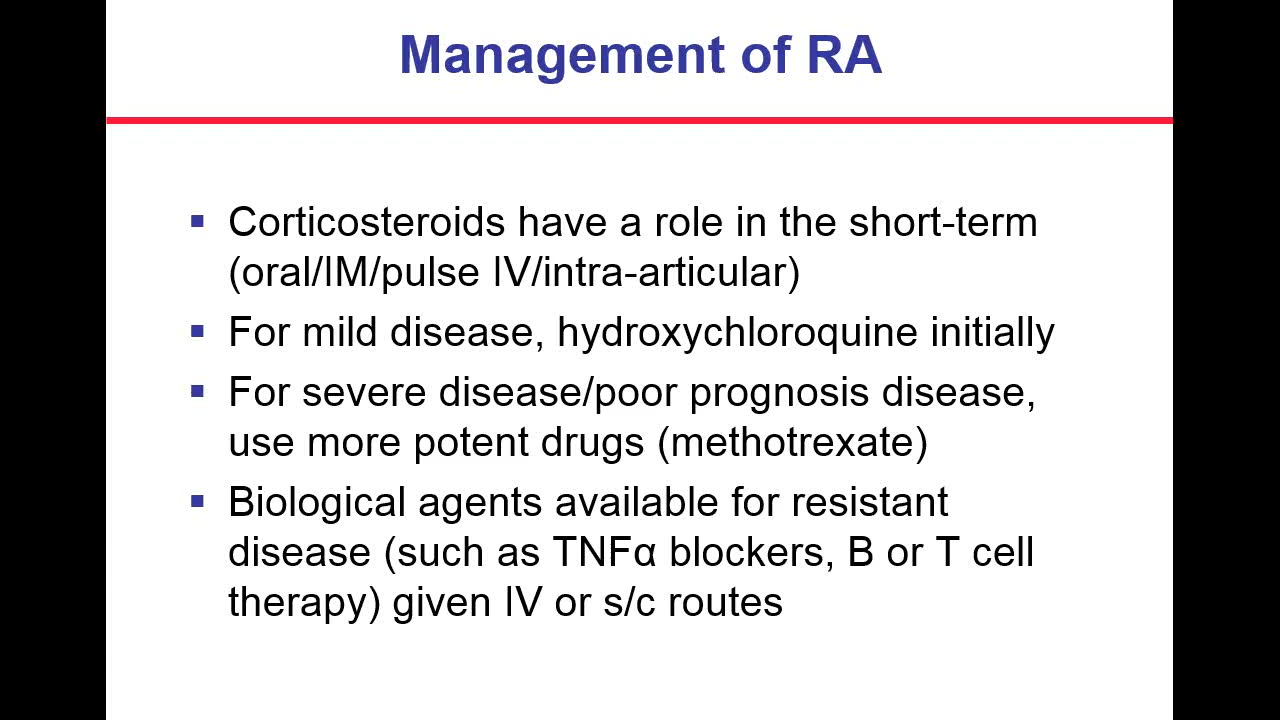 Management of RA
▪ Corticosteroids have a role in the short-term
(oral/IM/pulse IV/intra-articular)
▪ For mild disease, hydroxychloroquine initially
▪ For severe disease/poor prognosis disease,
use more potent drugs (methotrexate)
▪ Biological agents available for resistant
disease (such as TNFα blockers, B or T cell
therapy) given IV or s/c routes